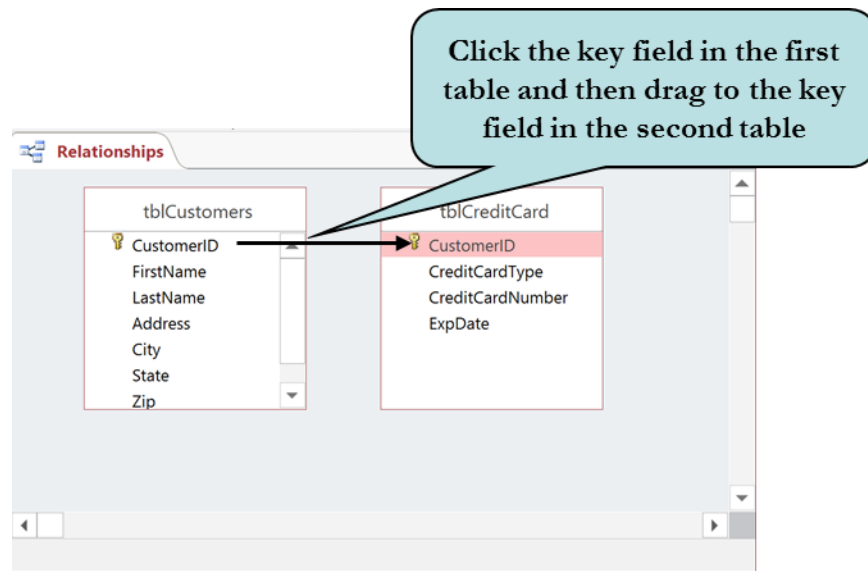 Click the key field in the first
table and then drag to the key
field in the second table
Relationships
tblCustomers
CustomerID
FirstName
LastName
Address
City
State
Zip
tblCreditCard
CustomerID
CreditCardType
CreditCardNumber
ExpDate